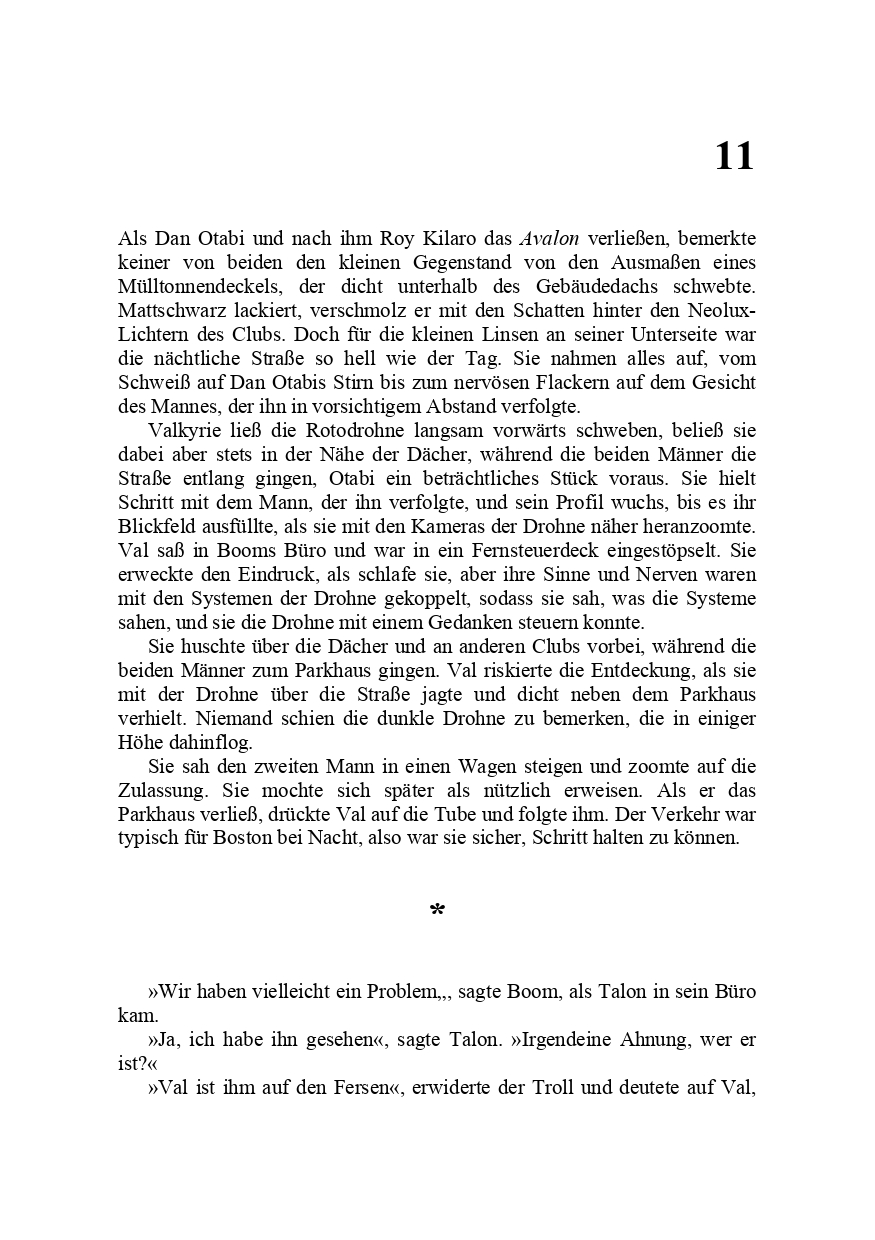 11
Als Dan Otabi und nach ihm Roy Kilaro das Avalon verließen, bemerkte
keiner von beiden den kleinen Gegenstand von den Ausmaßen eines
Mülltonnendeckels, der dicht unterhalb des Gebäudedachs schwebte.
Mattschwarz lackiert, verschmolz er mit den Schatten hinter den Neolux-
Lichtern des Clubs. Doch für die kleinen Linsen an seiner Unterseite war
die nächtliche Straße so hell wie der Tag. Sie nahmen alles auf, vom
Schweiß auf Dan Otabis Stirn bis zum nervösen Flackern auf dem Gesicht
des Mannes, der ihn in vorsichtigem Abstand verfolgte.
Valkyrie ließ die Rotodrohne langsam vorwärts schweben, beließ sie
dabei aber stets in der Nähe der Dächer, während die beiden Männer die
Straße entlang gingen, Otabi ein beträchtliches Stück voraus. Sie hielt
Schritt mit dem Mann, der ihn verfolgte, und sein Profil wuchs, bis es ihr
Blickfeld ausfüllte, als sie mit den Kameras der Drohne näher heranzoomte.
Val saß in Booms Büro und war in ein Fernsteuerdeck eingestöpselt. Sie
erweckte den Eindruck, als schlafe sie, aber ihre Sinne und Nerven waren
mit den Systemen der Drohne gekoppelt, sodass sie sah, was die Systeme
sahen, und sie die Drohne mit einem Gedanken steuern konnte.
Sie huschte über die Dächer und an anderen Clubs vorbei, während die
beiden Männer zum Parkhaus gingen. Val riskierte die Entdeckung, als sie
mit der Drohne über die Straße jagte und dicht neben dem Parkhaus
verhielt. Niemand schien die dunkle Drohne zu bemerken, die in einiger
Höhe dahinflog.
Sie sah den zweiten Mann in einen Wagen steigen und zoomte auf die
Zulassung. Sie mochte sich später als nützlich erweisen. Als er das
Parkhaus verließ, drückte Val auf die Tube und folgte ihm. Der Verkehr war
typisch für Boston bei Nacht, also war sie sicher, Schritt halten zu können.
*
»Wir haben vielleicht ein Problem„, sagte Boom, als Talon in sein Büro
kam.
»Ja, ich habe ihn gesehen«, sagte Talon. »Irgendeine Ahnung, wer er
ist?«
»Val ist ihm auf den Fersen«, erwiderte der Troll und deutete auf Val,